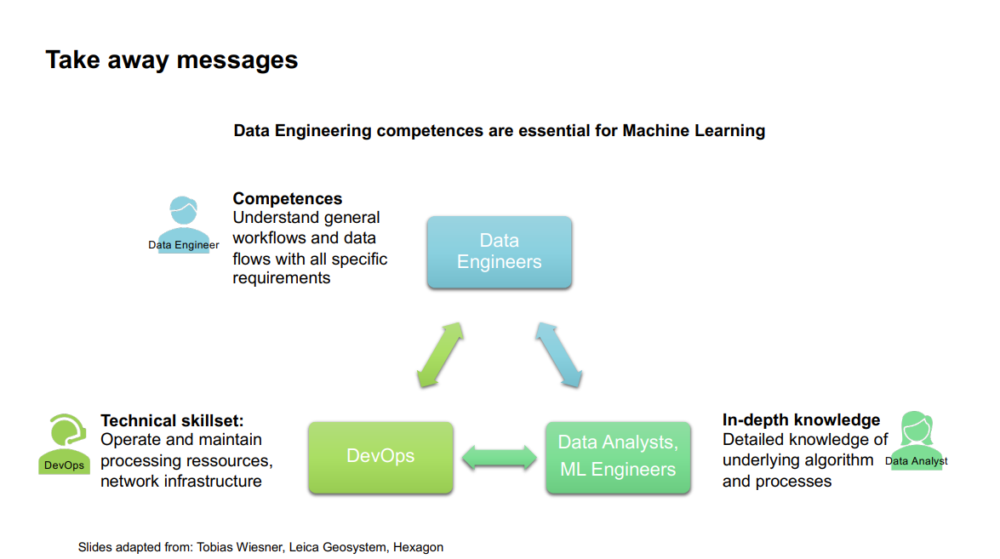 Take away messages
Data Engineering competences are essential for Machine Learning
Competences
Understand general
workflows and data
flows with all specific
requirements
Data Engineer
Data
Engineers
Technical skillset:
Operate and maintain
processing ressources,
network infrastructure
DevOps
DevOps
Data Analysts,
ML Engineers
In-depth knowledge
Detailed knowledge of
underlying algorithm
and processes
Data Analyst
Slides adapted from: Tobias Wiesner, Leica Geosystem, Hexagon